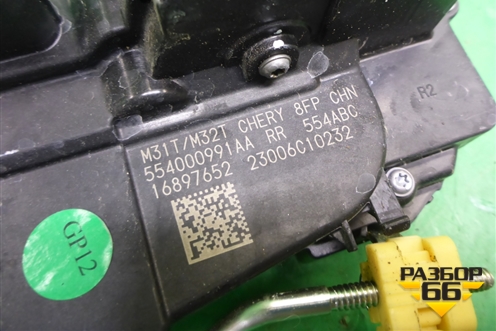 M31T/M32T CHERY 8FP CHN
554000991AA RR 554ABC
16897652 23006C10232
R2
GP12
РАЗБОР
66